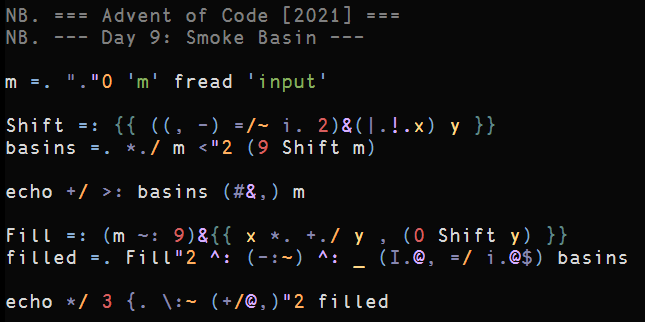 NB. === Advent of Code [2021] ===
NB. --- Day 9: Smoke Basin ---
m =. "."0 'm' fread 'input'
Shift =: {{ ((, -) =/~ i. 2)&(|.!.x) y }}
basins =. *./ m <"2 (9 Shift m)
echo +/ >: basins (#&,) m
Fill =: (m ~: 9)&{{ x *. +./ y , (0 Shift y) }}
filled =. Fill"2 ^: (-:~) ^: _ (I.@, =/ i.@$) basins
echo */ 3 {. \:~ (+/@,)"2 filled